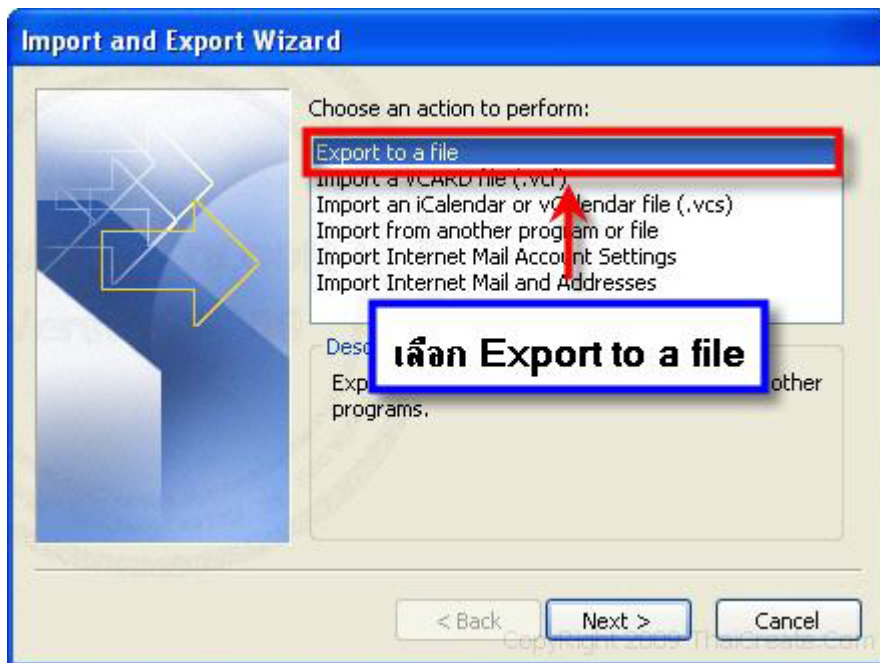 Import and Export Wizard
Choose an action to perform:
Export to a file
Import a VCARD file (.vcf)
Import an iCalendar or vCalendar file (.vcs)
Import from another program or file
Import Internet Mail Account Settings
Import Internet Mail and Addresses
เลือก Export to a file
other
programs.
< Back
Next >
Cancel
CopyRight 2009 ThaiCreate.Com